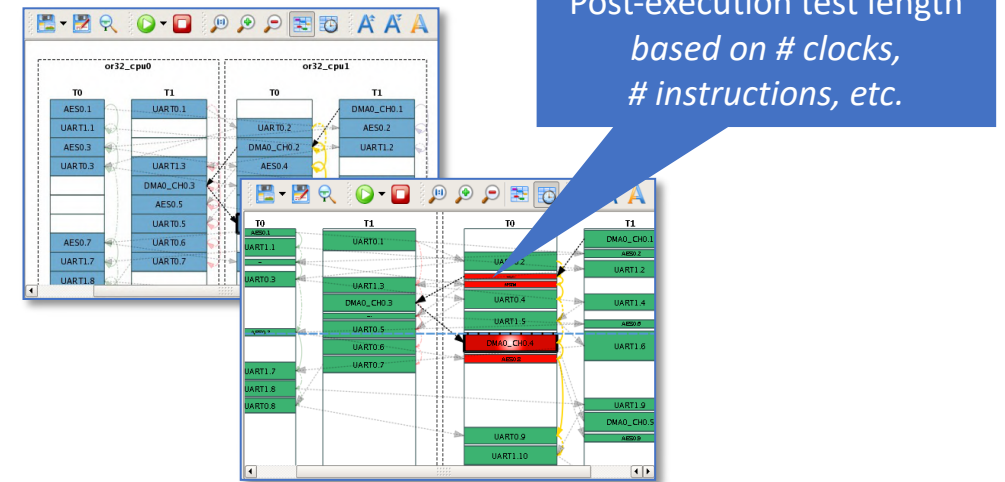 Post-execution test length
based on # clocks,
# instructions, etc.
or32_cpu0 or32_cpu1
T0 T1 T0 T1
AES0.1 UART0.1 DMA0_CH0.1
UART1.1 UART0.2 AES0.2
AES0.3 DMA0_CH0.2 UART1.2
UART0.3 UART1.3 AES0.4
DMA0_CH0.3
AES0.5
UART0.5
AES0.7 UART0.6
UART1.7 UART0.7
UART1.8
T0 T1 T0 T1
AES0.1 UART0.1 DMA0_CH0.1
UART1.1 AES0.2
UART1.2
UART0.3 UART1.3
DMA0_CH0.3 UART0.4 UART1.4
UART0.5 UART1.5 AES0.6
UART0.6 DMA0_CH0.4 UART1.6
UART1.7 UART0.7 AES0.8
UART1.8
UART0.8 UART1.9
DMA0_CH0.5
UART0.9 AES0.9
UART1.10